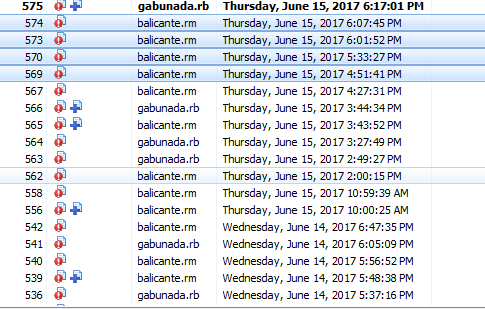 575 gabunada.rb Thursday, June 15, 2017 6:17:01 PM
574 balicante.rm Thursday, June 15, 2017 6:07:45 PM
573 balicante.rm Thursday, June 15, 2017 6:01:52 PM
570 balicante.rm Thursday, June 15, 2017 5:33:27 PM
569 balicante.rm Thursday, June 15, 2017 4:51:41 PM
567 balicante.rm Thursday, June 15, 2017 4:27:31 PM
566 gabunada.rb Thursday, June 15, 2017 3:44:34 PM
565 balicante.rm Thursday, June 15, 2017 3:43:52 PM
564 gabunada.rb Thursday, June 15, 2017 3:27:49 PM
563 gabunada.rb Thursday, June 15, 2017 2:49:27 PM
562 balicante.rm Thursday, June 15, 2017 2:00:15 PM
558 balicante.rm Thursday, June 15, 2017 10:59:39 AM
556 balicante.rm Thursday, June 15, 2017 10:00:25 AM
542 balicante.rm Wednesday, June 14, 2017 6:47:35 PM
541 gabunada.rb Wednesday, June 14, 2017 6:05:09 PM
540 balicante.rm Wednesday, June 14, 2017 5:56:52 PM
539 balicante.rm Wednesday, June 14, 2017 5:48:38 PM
536 gabunada.rb Wednesday, June 14, 2017 5:37:16 PM